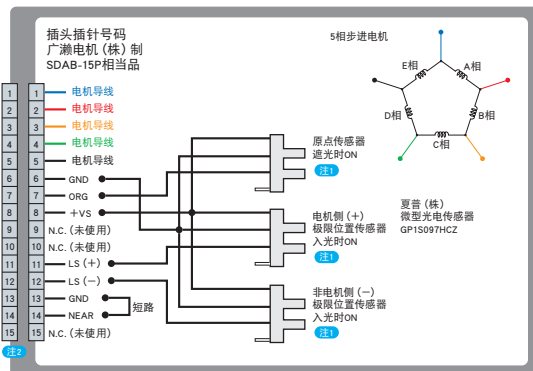 插头插针号码
广濑电机(株)制
SDAB-15P相当品
1 1 电机导线
2 2 电机导线
3 3 电机导线
4 4 电机导线
5 5 电机导线
6 6 GND
7 7 ORG
8 8 +VS
9 9 N.C.(未使用)
10 10 N.C.(未使用)
11 11 LS(+)
12 12 LS(-)
13 13 GND
14 14 NEAR
短路
15 15 N.C.(未使用)
注2
原点传感器
遮光时ON
注1
电机侧(+)
极限位置传感器
入光时ON
注1
非电机侧(-)
极限位置传感器
入光时ON
注1
5相步进电机
E相
A相
D相
B相
C相
夏普(株)
微型光电传感器
GP1S097HCZ